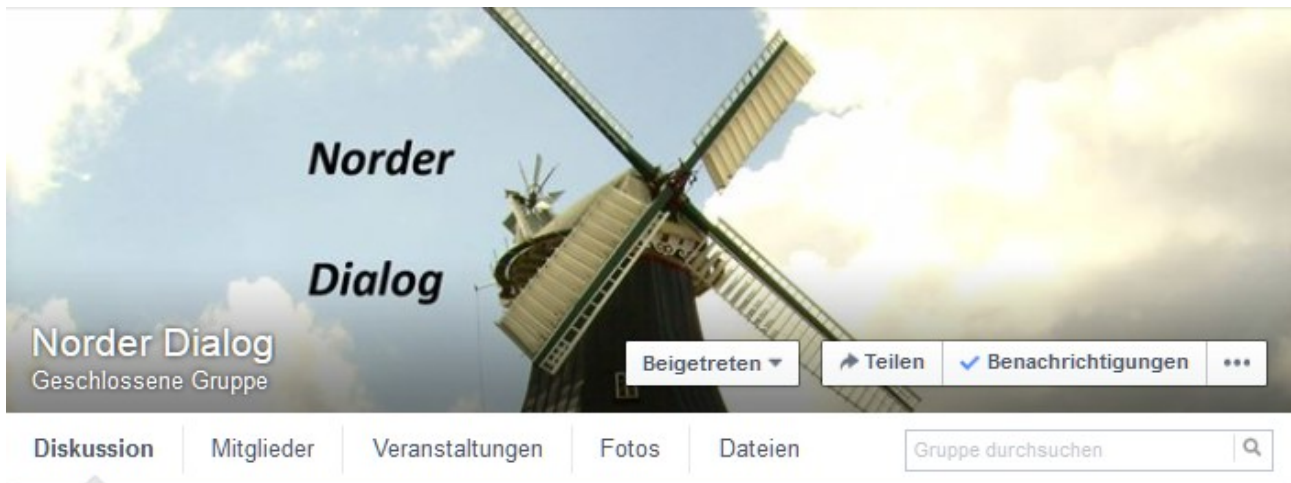 Norder
Dialog
Norder Dialog
Geschlossene Gruppe
Beigetreten
Teilen
Benachrichtigungen
Diskussion
Mitglieder
Veranstaltungen
Fotos
Dateien
Gruppe durchsuchen